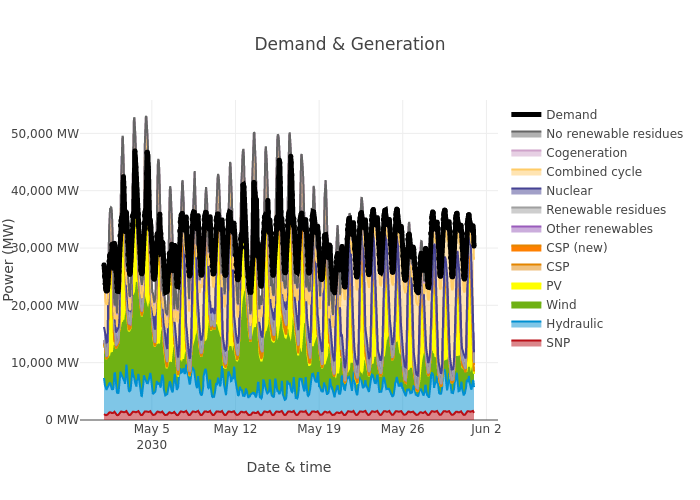 Demand & Generation
50,000 MW
40,000 MW
30,000 MW
20,000 MW
10,000 MW
0 MW
Power (MW)
May 5
2030
May 12
May 19
May 26
Jun 2
Date & time
Demand
No renewable residues
Cogeneration
Combined cycle
Nuclear
Renewable residues
Other renewables
CSP (new)
CSP
PV
Wind
Hydraulic
SNP